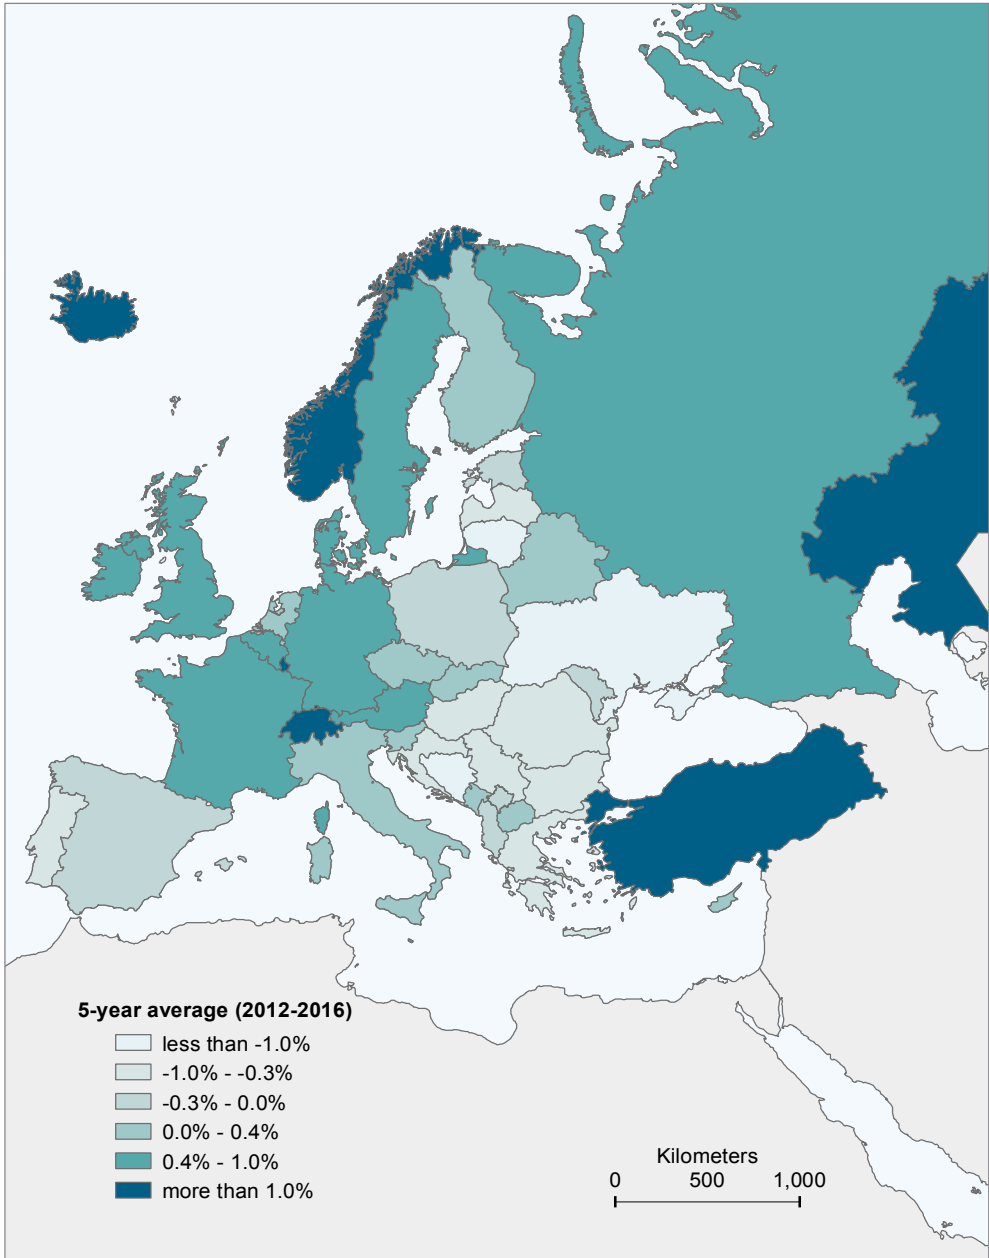 5-year average (2012-2016)
less than -1.0%
-1.0% - -0.3%
-0.3% - 0.0%
0.0% - 0.4%
0.4% - 1.0%
more than 1.0%
Kilometers
0 500 1,000